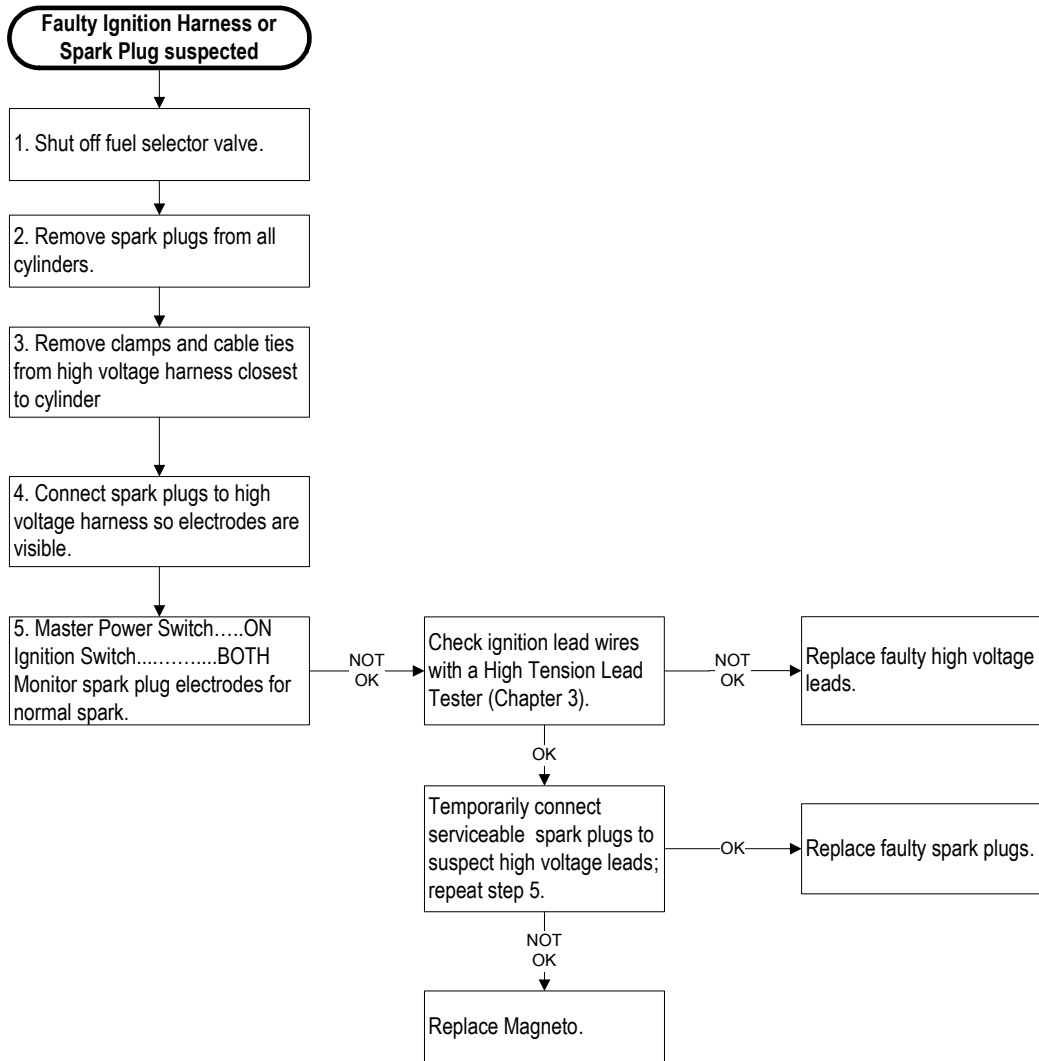 Faulty Ignition Harness or
Spark Plug suspected
1. Shut off fuel selector valve.
2. Remove spark plugs from all
cylinders.
3. Remove clamps and cable ties
from high voltage harness closest
to cylinder
4. Connect spark plugs to high
voltage harness so electrodes are
visible.
5. Master Power Switch…..ON
Ignition Switch....……....BOTH
Monitor spark plug electrodes for
normal spark.
NOT
OK
Check ignition lead wires
with a High Tension Lead
Tester (Chapter 3).
NOT
OK
Replace faulty high voltage
leads.
OK
Temporarily connect
serviceable spark plugs to
suspect high voltage leads;
repeat step 5.
OK
Replace faulty spark plugs.
NOT
OK
Replace Magneto.